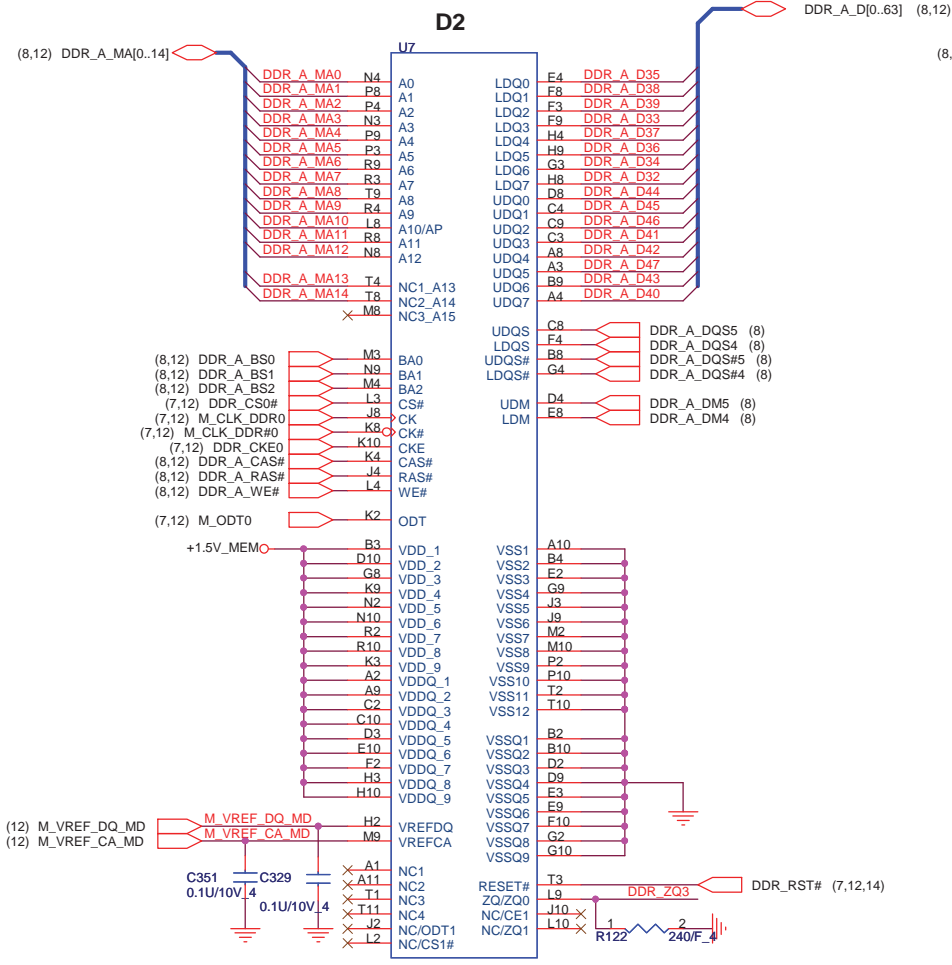 D2
DDR_A_D[0..63] (8,12)
(8,
(8,12) DDR_A_MA[0..14]
U7
DDR_A_MA0 N4 A0 LDQ0 E4 DDR_A_D35
DDR_A_MA1 P8 A1 LDQ1 F8 DDR_A_D38
DDR_A_MA2 P4 A2 LDQ2 F3 DDR_A_D39
DDR_A_MA3 N3 A3 LDQ3 F9 DDR_A_D33
DDR_A_MA4 P9 A4 LDQ4 H4 DDR_A_D37
DDR_A_MA5 P3 A5 LDQ5 H9 DDR_A_D36
DDR_A_MA6 R9 A6 LDQ6 G3 DDR_A_D34
DDR_A_MA7 R3 A7 LDQ7 H8 DDR_A_D32
DDR_A_MA8 T9 A8 UDQ0 D8 DDR_A_D44
DDR_A_MA9 R4 A9 UDQ1 C4 DDR_A_D45
DDR_A_MA10 L8 A10/AP UDQ2 C9 DDR_A_D46
DDR_A_MA11 R8 A11 UDQ3 C3 DDR_A_D41
DDR_A_MA12 N8 A12 UDQ4 A8 DDR_A_D42
UDQ5 A3 DDR_A_D47
DDR_A_MA13 T4 NC1_A13 UDQ6 B9 DDR_A_D43
DDR_A_MA14 T8 NC2_A14 UDQ7 A4 DDR_A_D40
M8 NC3_A15
UDQS C8 DDR_A_DQS5 (8)
LDQS F4 DDR_A_DQS4 (8)
(8,12) DDR_A_BS0 M3 BA0 UDQS# B8 DDR_A_DQS#5 (8)
(8,12) DDR_A_BS1 N9 BA1 LDQS# G4 DDR_A_DQS#4 (8)
(8,12) DDR_A_BS2 M4 BA2
(7,12) DDR_CS0# L3 CS# UDM D4 DDR_A_DM5 (8)
(7,12) M_CLK_DDR0 J8 CK LDM E8 DDR_A_DM4 (8)
(7,12) M_CLK_DDR#0 K8 CK#
(7,12) DDR_CKE0 K10 CKE
(8,12) DDR_A_CAS# K4 CAS#
(8,12) DDR_A_RAS# J4 RAS#
(8,12) DDR_A_WE# L4 WE#
(7,12) M_ODT0 K2 ODT
+1.5V_MEM B3 VDD_1 VSS1 A10
D10 VDD_2 VSS2 B4
G8 VDD_3 VSS3 E2
K9 VDD_4 VSS4 G9
N2 VDD_5 VSS5 J3
N10 VDD_6 VSS6 J9
R2 VDD_7 VSS7 M2
R10 VDD_8 VSS8 M10
K3 VDD_9 VSS9 P2
A2 VDDQ_1 VSS10 P10
A9 VDDQ_2 VSS11 T2
C2 VDDQ_3 VSS12 T10
C10 VDDQ_4
D3 VDDQ_5 VSSQ1 B2
E10 VDDQ_6 VSSQ2 B10
F2 VDDQ_7 VSSQ3 D2
H3 VDDQ_8 VSSQ4 D9
H10 VDDQ_9 VSSQ5 E3
VSSQ6 E9
(12) M_VREF_DQ_MD M_VREF_DQ_MD H2 VREFDQ VSSQ7 F10
(12) M_VREF_CA_MD M_VREF_CA_MD M9 VREFCA VSSQ8 G2
VSSQ9 G10
C351 0.1U/10V_4
C329 0.1U/10V_4
A1 NC1
A11 NC2 RESET# T3 DDR_RST# (7,12,14)
T1 NC3 ZQ/ZQ0 L9 DDR_ZQ3
T11 NC4 NC/CE1 J10
J2 NC/ODT1 NC/ZQ1 L10
L2 NC/CS1#
R122 1 2 240/F_4